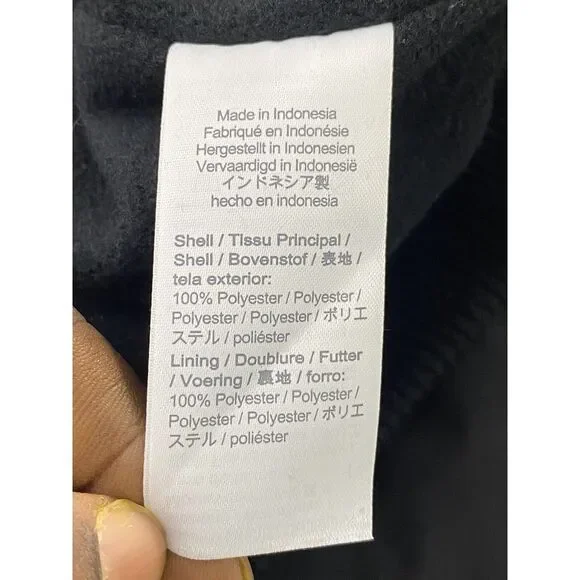 Made in Indonesia
Fabriqué en Indonésie
Hergestellt in Indonesien
Vervaardigd in Indonesië
インドネシア製
hecho en indonesia
Shell / Tissu Principal /
Shell / Bovenstof / 表地 /
tela exterior:
100% Polyester / Polyester /
Polyester / Polyester / ポリエ
ステル / poliéster
Lining / Doublure / Futter
/ Voering / 裏地 / forro:
100% Polyester / Polyester /
Polyester / Polyester / ポリエ
ステル / poliéster